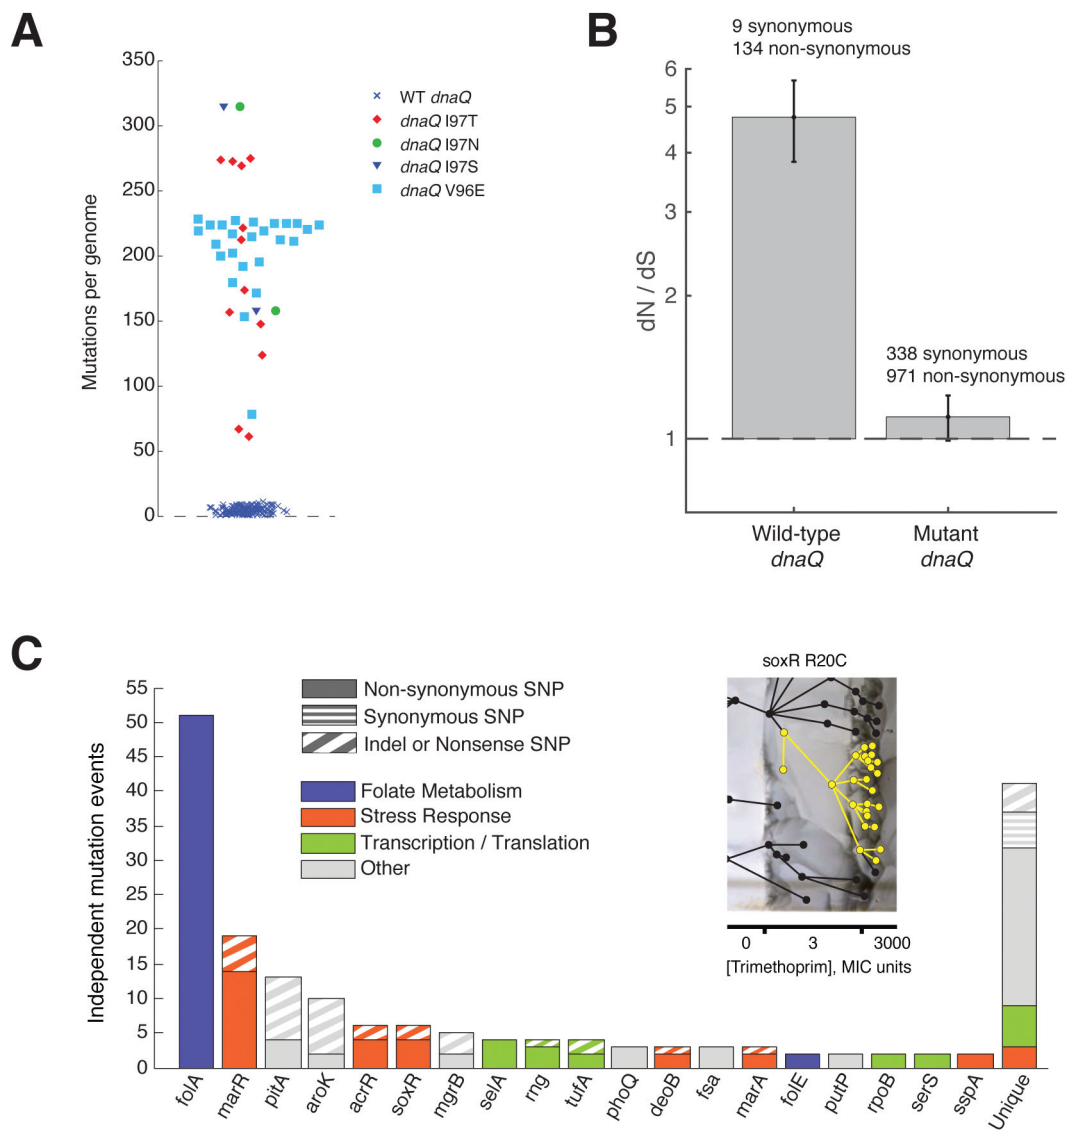 A
350
300
250
200
150
100
50
0
Mutations per genome
WT dnaQ
dnaQ I97T
dnaQ I97N
dnaQ I97S
dnaQ V96E
B
9 synonymous
134 non-synonymous
6
5
4
3
2
1
dN / dS
338 synonymous
971 non-synonymous
Wild-type
dnaQ
Mutant
dnaQ
C
55
50
45
40
35
30
25
20
15
10
5
0
Independent mutation events
Non-synonymous SNP
Synonymous SNP
Indel or Nonsense SNP
Folate Metabolism
Stress Response
Transcription / Translation
Other
soxR R20C
0 3 3000
[Trimethoprim], MIC units
folA
marR
pitA
aroK
acrR
soxR
mgrB
selA
rng
tufA
phoQ
deoB
fsa
marA
folE
putP
rpoB
serS
sspA
Unique